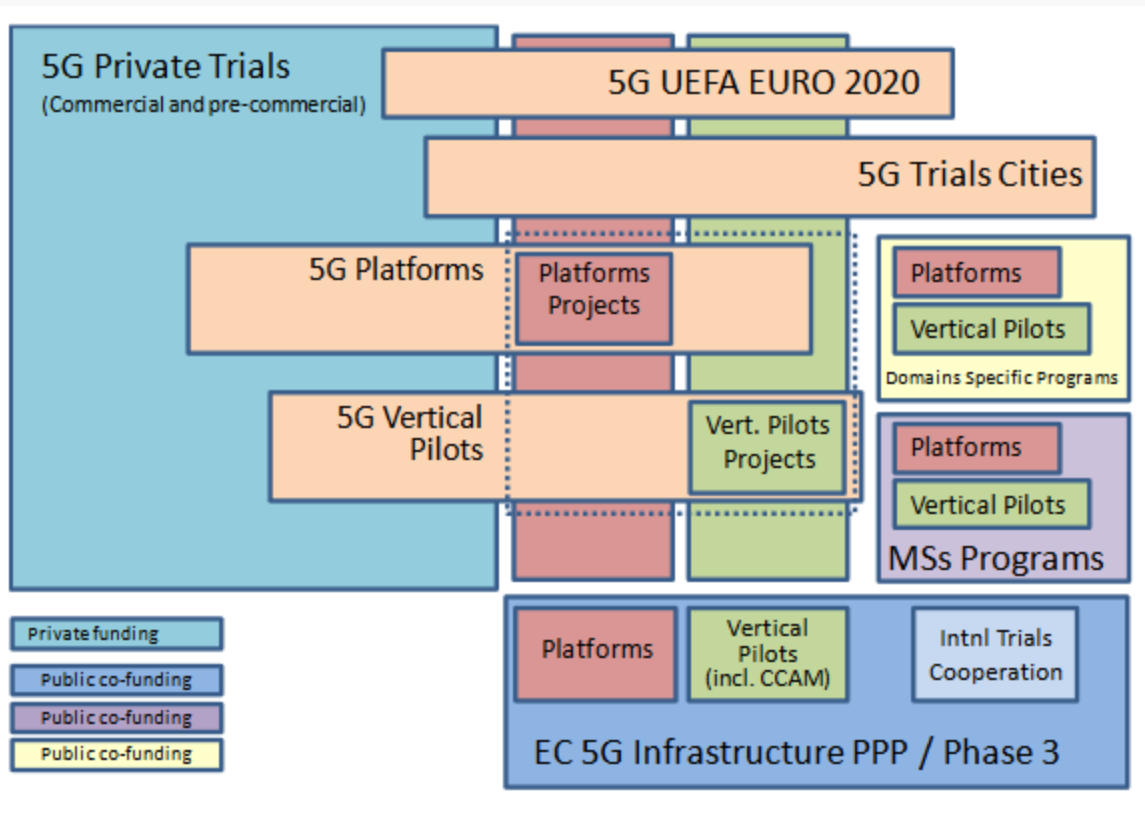 5G Private Trials
(Commercial and pre-commercial)
5G UEFA EURO 2020
5G Trials Cities
5G Platforms
Platforms
Projects
5G Vertical
Pilots
Vert. Pilots
Projects
Platforms
Vertical Pilots
Domains Specific Programs
Platforms
Vertical Pilots
MSs Programs
Private funding
Public co-funding
Public co-funding
Public co-funding
Platforms
Vertical
Pilots
(incl. CCAM)
Intnl Trials
Cooperation
EC 5G Infrastructure PPP / Phase 3